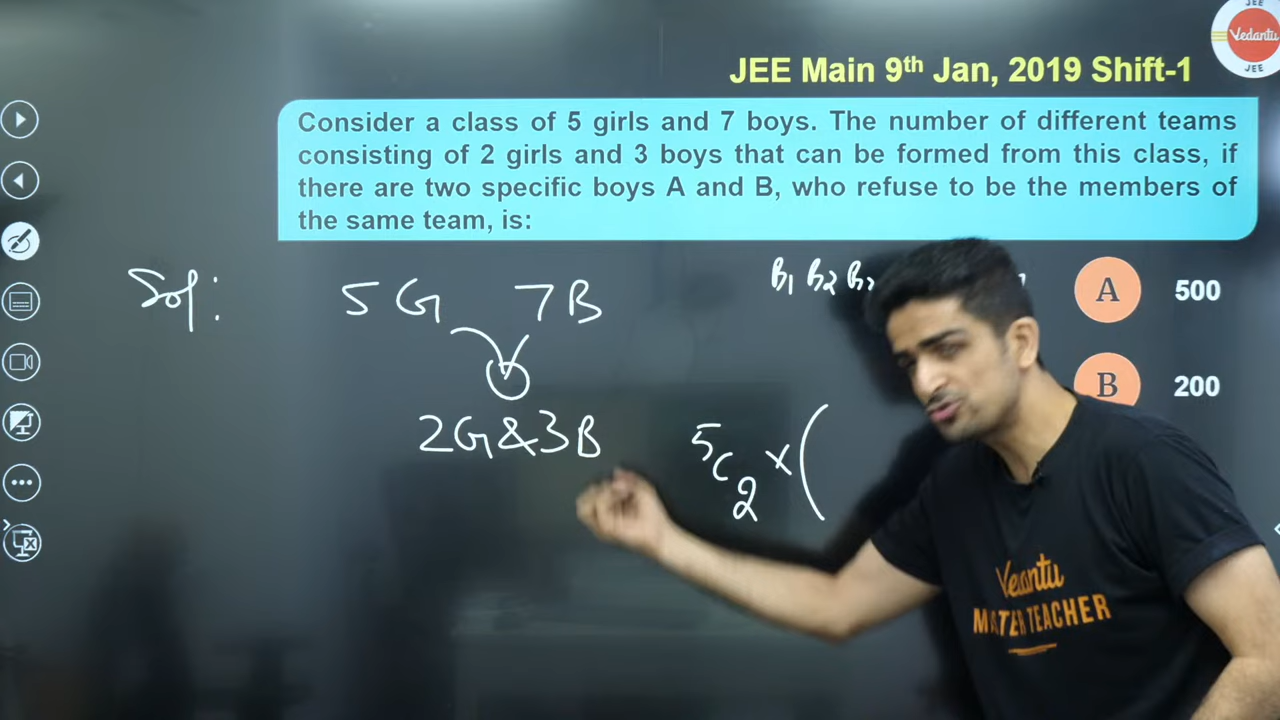 JEE
Vedantu
JEE
JEE Main 9th Jan, 2019 Shift-1
Consider a class of 5 girls and 7 boys. The number of different teams
consisting of 2 girls and 3 boys that can be formed from this class, if
there are two specific boys A and B, who refuse to be the members of
the same team, is:
Sol:
5G 7B
B1 B2
A 500
B 200
2G&3B
5C2 × (
Vedantu
MASTER TEACHER